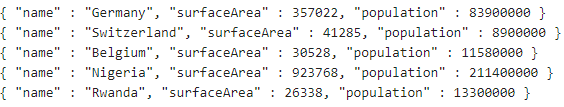 { "name" : "Germany", "surfaceArea" : 357022, "population" : 83900000 }
{ "name" : "Switzerland", "surfaceArea" : 41285, "population" : 8900000 }
{ "name" : "Belgium", "surfaceArea" : 30528, "population" : 11580000 }
{ "name" : "Nigeria", "surfaceArea" : 923768, "population" : 211400000 }
{ "name" : "Rwanda", "surfaceArea" : 26338, "population" : 13300000 }